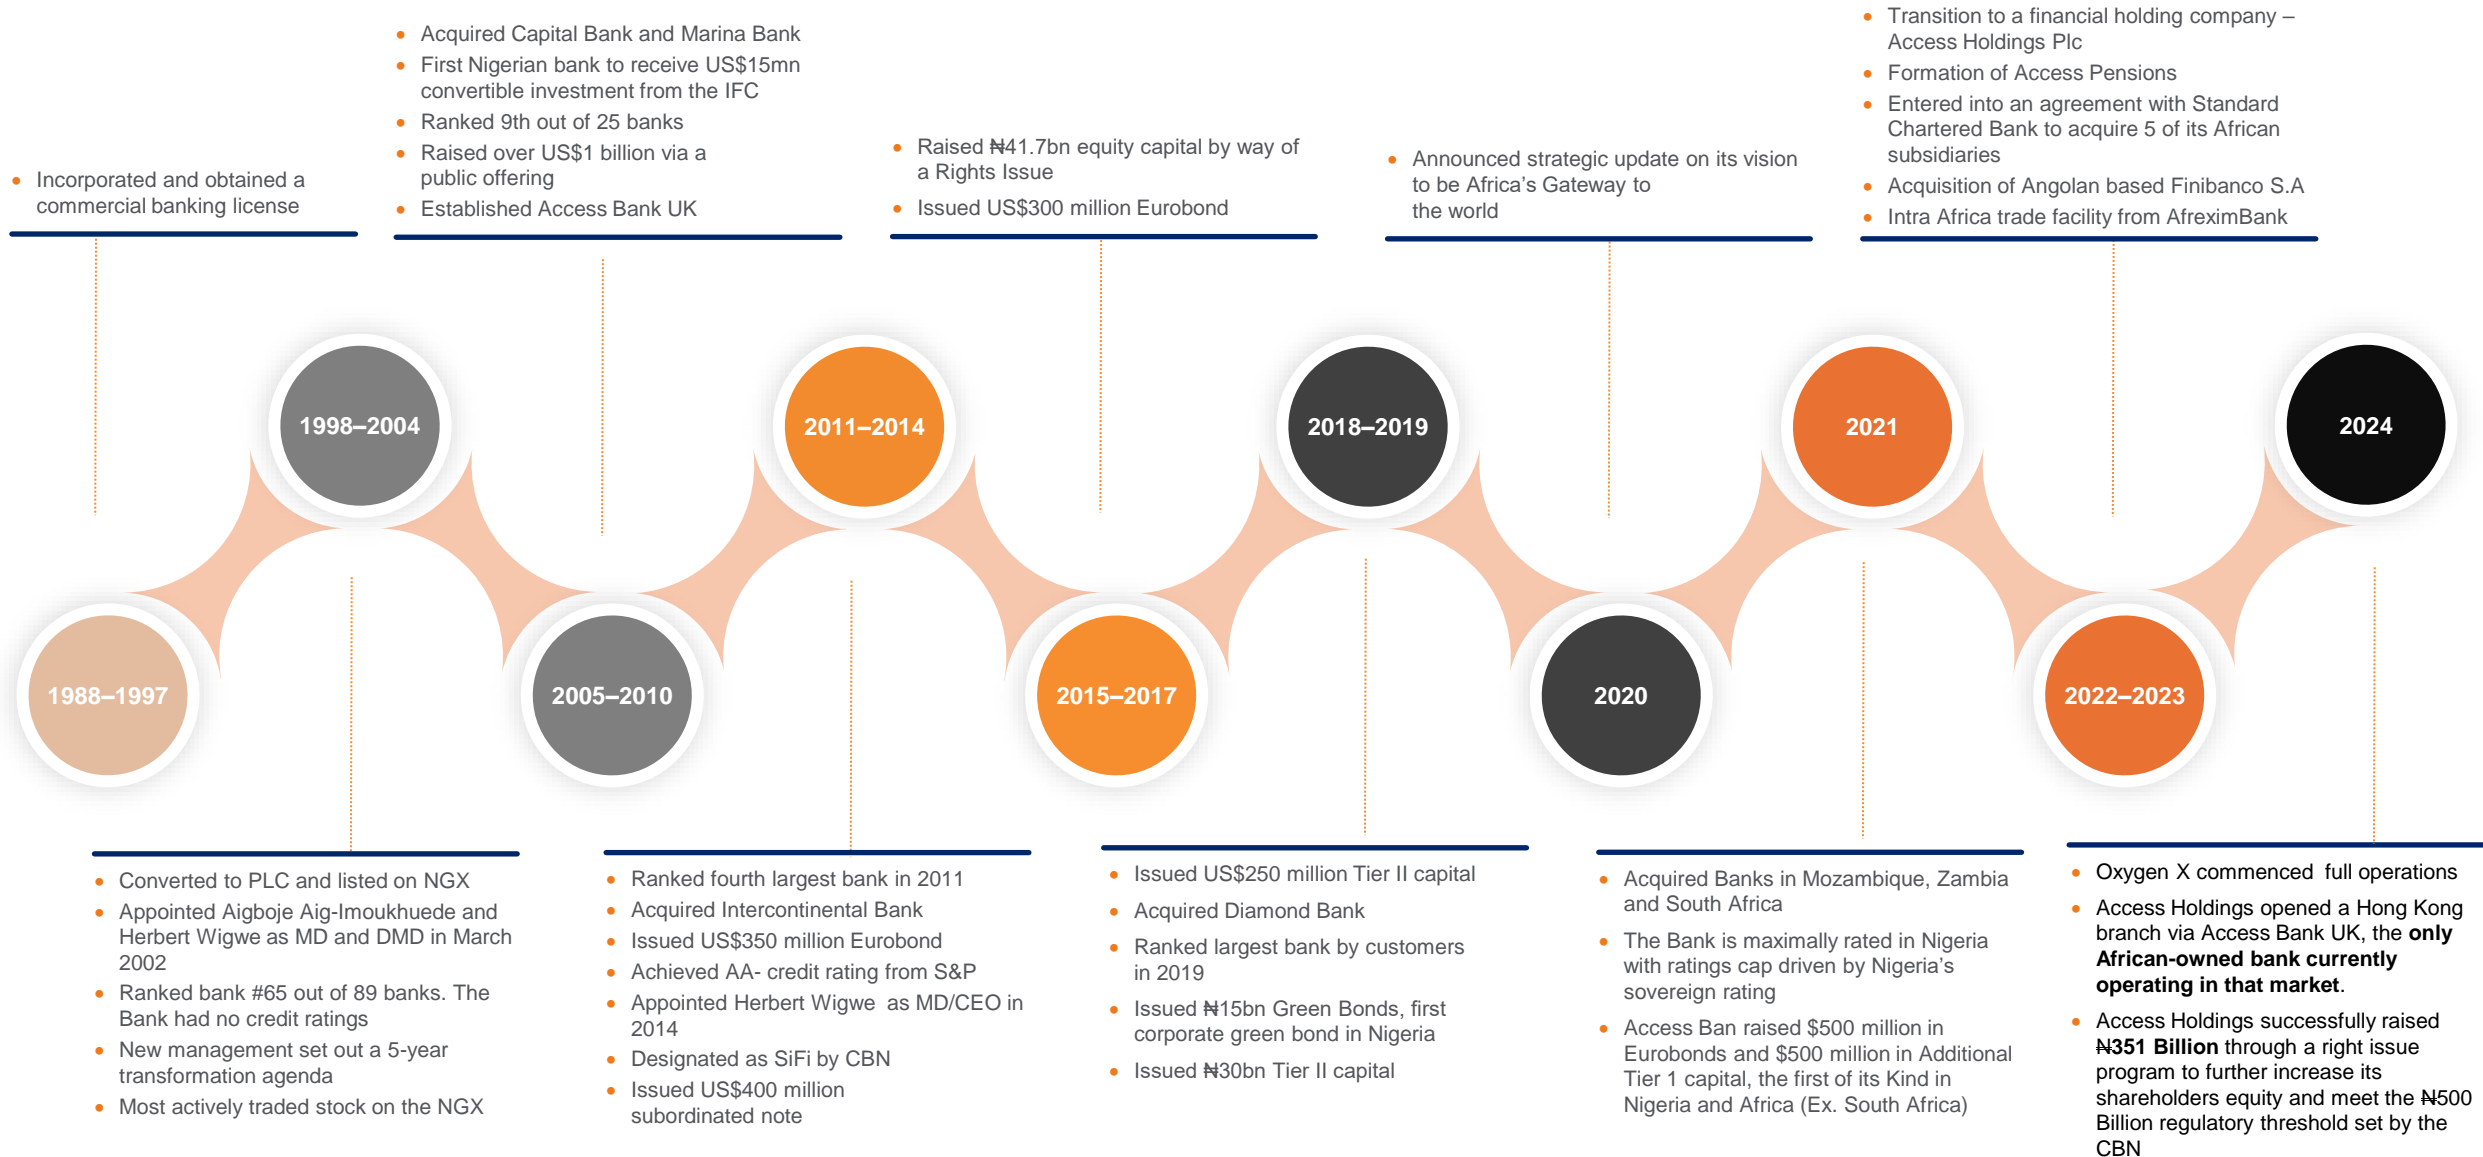 Incorporated and obtained a
commercial banking license
Acquired Capital Bank and Marina Bank
First Nigerian bank to receive US$15mn
convertible investment from the IFC
Ranked 9th out of 25 banks
Raised over US$1 billion via a
public offering
Established Access Bank UK
Raised ₦41.7bn equity capital by way of
a Rights Issue
Issued US$300 million Eurobond
Announced strategic update on its vision
to be Africa’s Gateway to
the world
Transition to a financial holding company –
Access Holdings Plc
Formation of Access Pensions
Entered into an agreement with Standard
Chartered Bank to acquire 5 of its African
subsidiaries
Acquisition of Angolan based Finibanco S.A
Intra Africa trade facility from AfreximBank
1998–2004
2011–2014
2018–2019
2021
2024
1988–1997
2005–2010
2015–2017
2020
2022–2023
Converted to PLC and listed on NGX
Appointed Aigboje Aig-Imoukhuede and
Herbert Wigwe as MD and DMD in March
2002
Ranked bank #65 out of 89 banks. The
Bank had no credit ratings
New management set out a 5-year
transformation agenda
Most actively traded stock on the NGX
Ranked fourth largest bank in 2011
Acquired Intercontinental Bank
Issued US$350 million Eurobond
Achieved AA- credit rating from S&P
Appointed Herbert Wigwe  as MD/CEO in
2014
Designated as SiFi by CBN
Issued US$400 million
subordinated note
Issued US$250 million Tier II capital
Acquired Diamond Bank
Ranked largest bank by customers
in 2019
Issued ₦15bn Green Bonds, first
corporate green bond in Nigeria
Issued ₦30bn Tier II capital
Acquired Banks in Mozambique, Zambia
and South Africa
The Bank is maximally rated in Nigeria
with ratings cap driven by Nigeria’s
sovereign rating
Access Ban raised $500 million in
Eurobonds and $500 million in Additional
Tier 1 capital, the first of its Kind in
Nigeria and Africa (Ex. South Africa)
Oxygen X commenced  full operations
Access Holdings opened a Hong Kong
branch via Access Bank UK, the only
African-owned bank currently
operating in that market.
Access Holdings successfully raised
₦351 Billion through a right issue
program to further increase its
shareholders equity and meet the ₦500
Billion regulatory threshold set by the
CBN